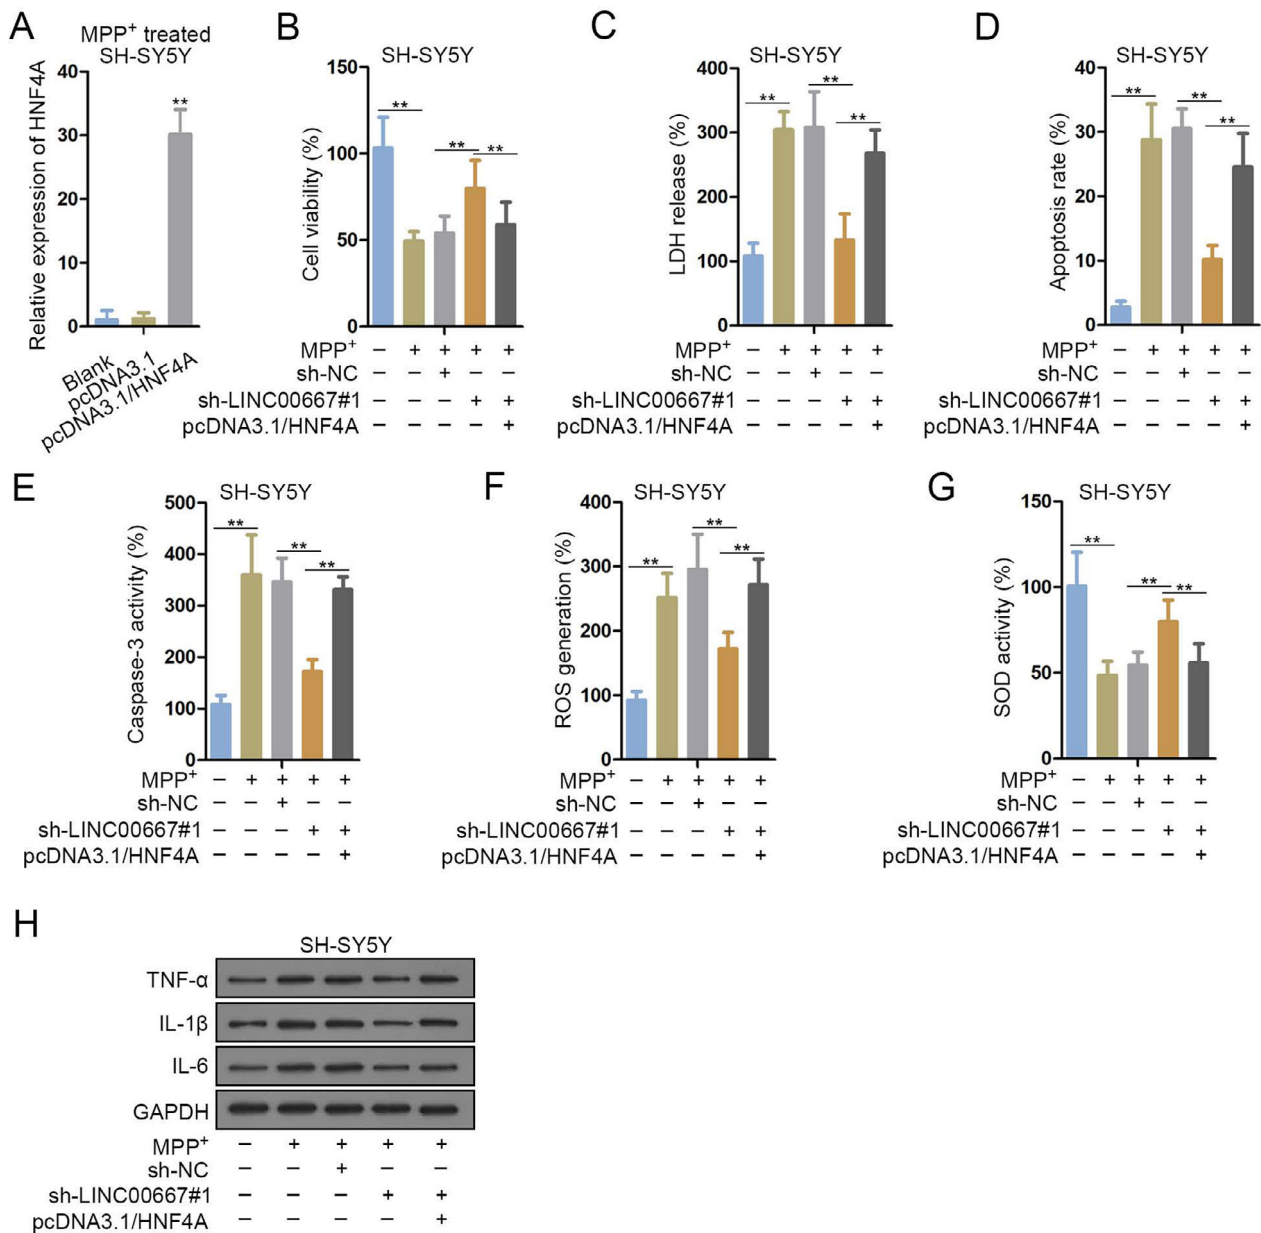 A
MPP+ treated
SH-SY5Y
Relative expression of HNF4A
40
30
20
10
0
**
Blank
pcDNA3.1
pcDNA3.1/HNF4A
B
SH-SY5Y
Cell viability (%)
150
100
50
0
** ** **
MPP+ – + + + +
sh-NC – – + – –
sh-LINC00667#1 – – – + +
pcDNA3.1/HNF4A – – – – +
C
SH-SY5Y
LDH release (%)
400
300
200
100
0
** ** **
MPP+ – + + + +
sh-NC – – + – –
sh-LINC00667#1 – – – + +
pcDNA3.1/HNF4A – – – – +
D
SH-SY5Y
Apoptosis rate (%)
40
30
20
10
0
** ** **
MPP+ – + + + +
sh-NC – – + – –
sh-LINC00667#1 – – – + +
pcDNA3.1/HNF4A – – – – +
E
SH-SY5Y
Caspase-3 activity (%)
500
400
300
200
100
0
** ** **
MPP+ – + + + +
sh-NC – – + – –
sh-LINC00667#1 – – – + +
pcDNA3.1/HNF4A – – – – +
F
SH-SY5Y
ROS generation (%)
400
300
200
100
0
** ** **
MPP+ – + + + +
sh-NC – – + – –
sh-LINC00667#1 – – – + +
pcDNA3.1/HNF4A – – – – +
G
SH-SY5Y
SOD activity (%)
150
100
50
0
** ** **
MPP+ – + + + +
sh-NC – – + – –
sh-LINC00667#1 – – – + +
pcDNA3.1/HNF4A – – – – +
H
SH-SY5Y
TNF-α
IL-1β
IL-6
GAPDH
MPP+ – + + + +
sh-NC – – + – –
sh-LINC00667#1 – – – + +
pcDNA3.1/HNF4A – – – – +